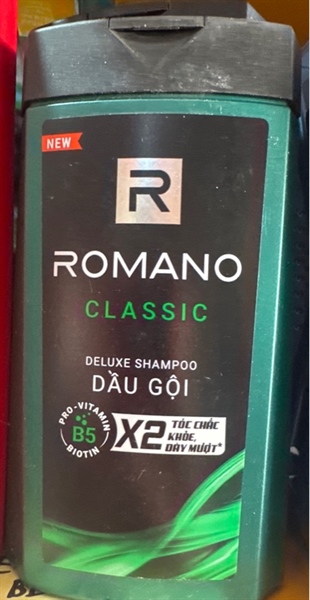 NEW
R
ROMANO
CLASSIC
DELUXE SHAMPOO
DẦU GỘI
PRO-VITAMIN
B5
BIOTIN
X2
TÓC CHẮC
KHỎE,
DÀY MƯỢT*